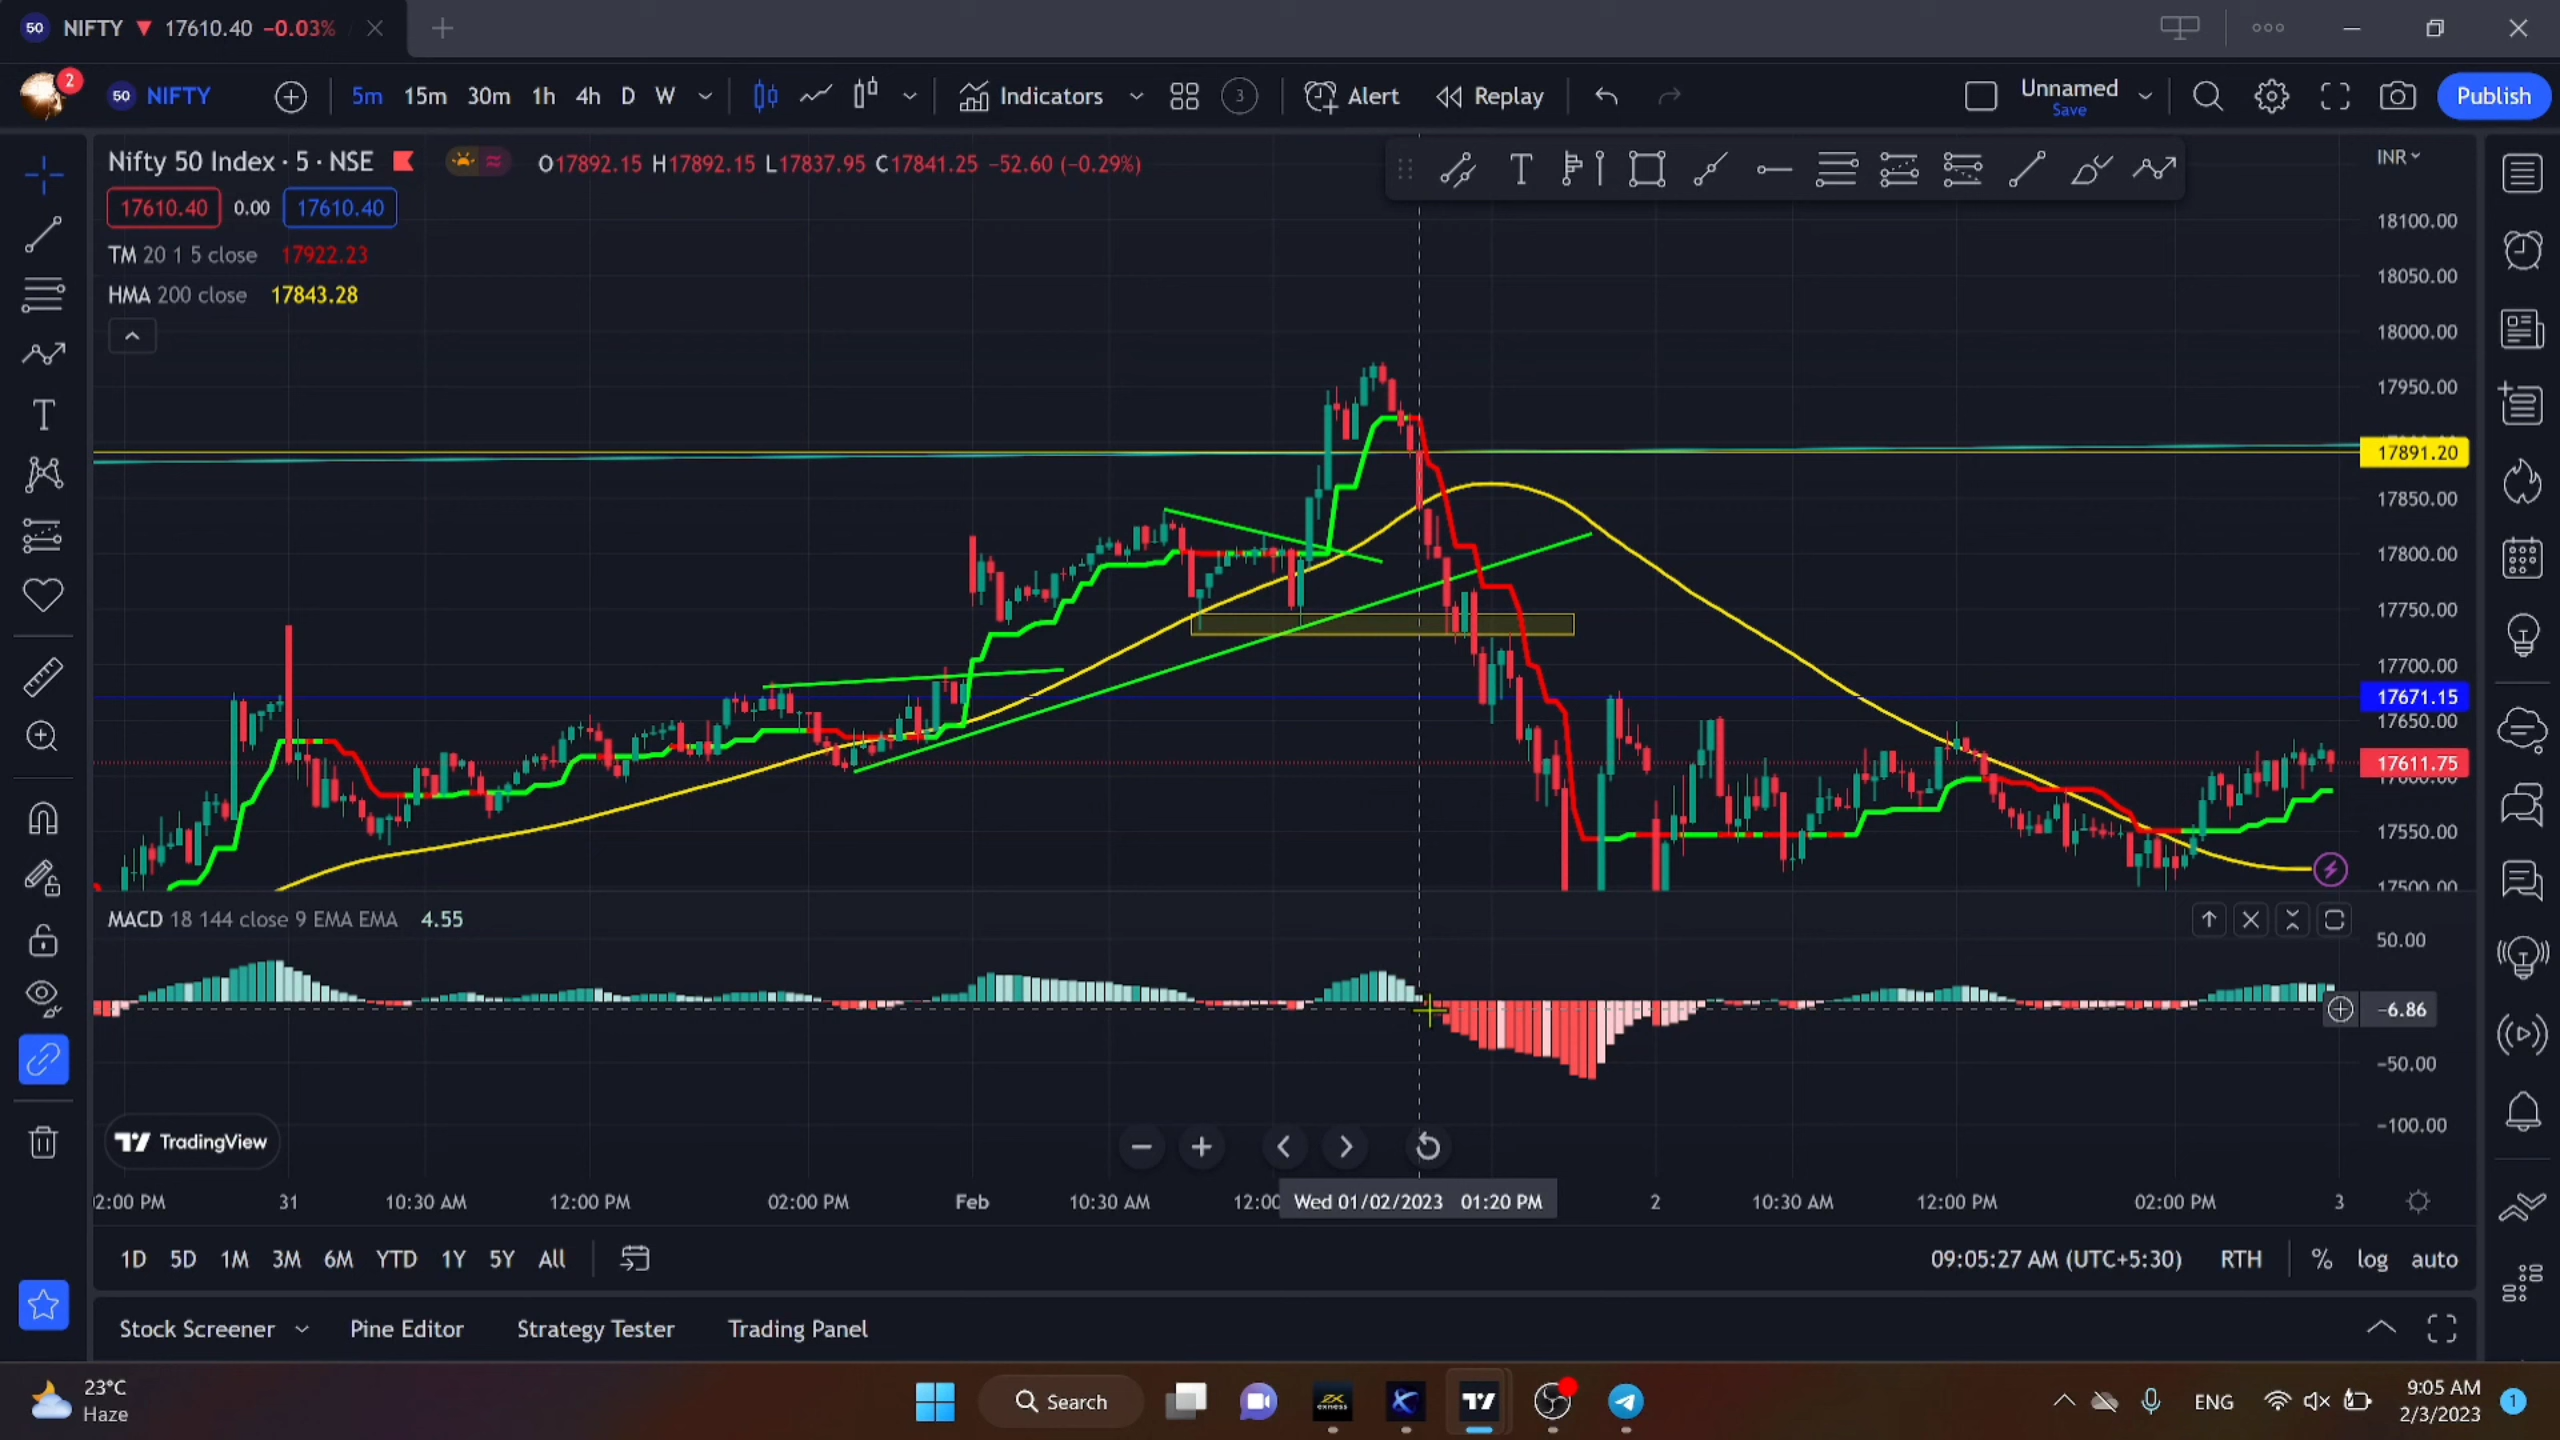 50 NIFTY ▼ 17610.40 −0.03%
2 50 NIFTY 5m 15m 30m 1h 4h D W Indicators 3 Alert Replay Unnamed Save Publish
Nifty 50 Index · 5 · NSE O17892.15 H17892.15 L17837.95 C17841.25 −52.60 (−0.29%)
INR
17610.40 0.00 17610.40
TM 20 1 5 close 17922.23
HMA 200 close 17843.28
18100.00
18050.00
18000.00
17950.00
17891.20
17850.00
17800.00
17750.00
17700.00
17671.15
17650.00
17611.75
17550.00
17500.00
MACD 18 144 close 9 EMA EMA 4.55
50.00
−6.86
−50.00
−100.00
TradingView
2:00 PM 31 10:30 AM 12:00 PM 02:00 PM Feb 10:30 AM 12:00 Wed 01/02/2023 01:20 PM 2 10:30 AM 12:00 PM 02:00 PM 3
1D 5D 1M 3M 6M YTD 1Y 5Y All 09:05:27 AM (UTC+5:30) RTH % log auto
Stock Screener Pine Editor Strategy Tester Trading Panel
23°C
Haze
Search
exness
ENG
9:05 AM
2/3/2023
1